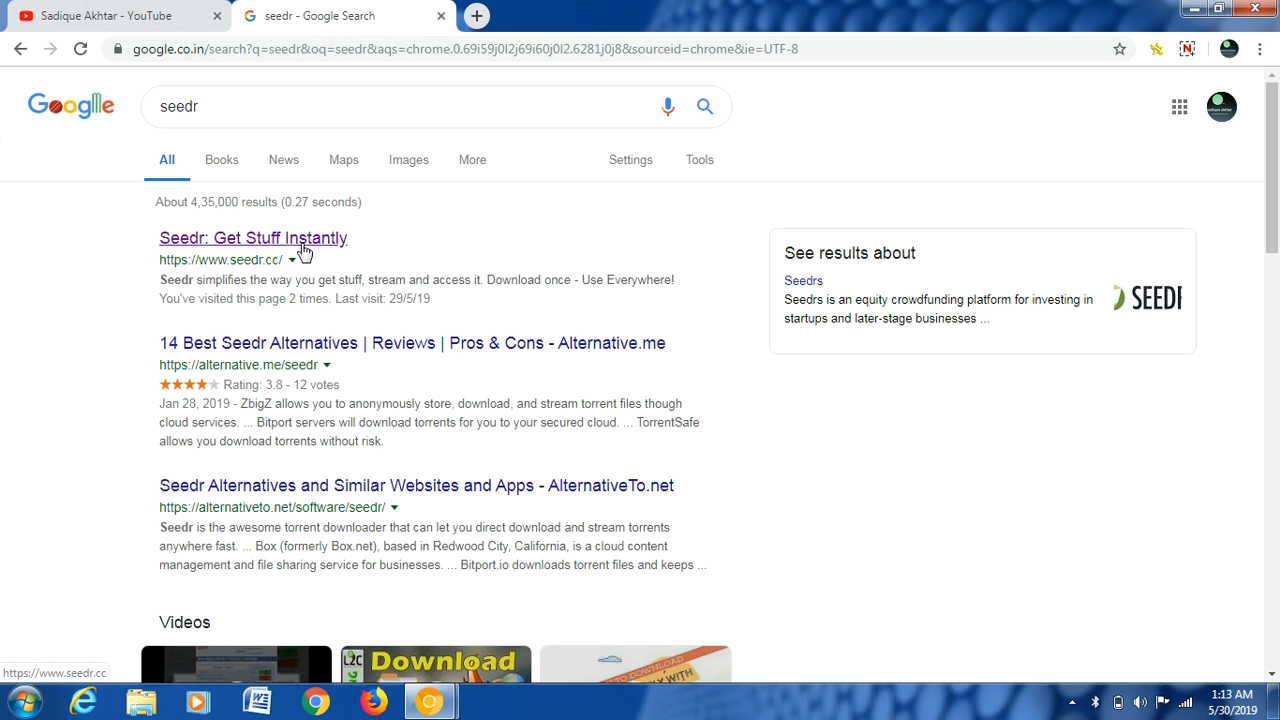 Sadique Akhtar - YouTube
seedr - Google Search
google.co.in/search?q=seedr&oq=seedr&aqs=chrome.0.69i59j0l2j69i60j0l2.6281j0j8&sourceid=chrome&ie=UTF-8
Googlle
seedr
All Books News Maps Images More Settings Tools
About 4,35,000 results (0.27 seconds)
Seedr: Get Stuff Instantly
https://www.seedr.cc/
Seedr simplifies the way you get stuff, stream and access it. Download once - Use Everywhere!
You've visited this page 2 times. Last visit: 29/5/19
14 Best Seedr Alternatives | Reviews | Pros & Cons - Alternative.me
https://alternative.me/seedr
Rating: 3.8 - 12 votes
Jan 28, 2019 - ZbigZ allows you to anonymously store, download, and stream torrent files though
cloud services. ... Bitport servers will download torrents for you to your secured cloud. ... TorrentSafe
allows you download torrents without risk.
Seedr Alternatives and Similar Websites and Apps - AlternativeTo.net
https://alternativeto.net/software/seedr/
Seedr is the awesome torrent downloader that can let you direct download and stream torrents
anywhere fast. ... Box (formerly Box.net), based in Redwood City, California, is a cloud content
management and file sharing service for businesses. ... Bitport.io downloads torrent files and keeps ...
Videos
L2C
Download
See results about
Seedrs
Seedrs is an equity crowdfunding platform for investing in
startups and later-stage businesses ...
SEEDR
https://www.seedr.cc
1:13 AM
5/30/2019